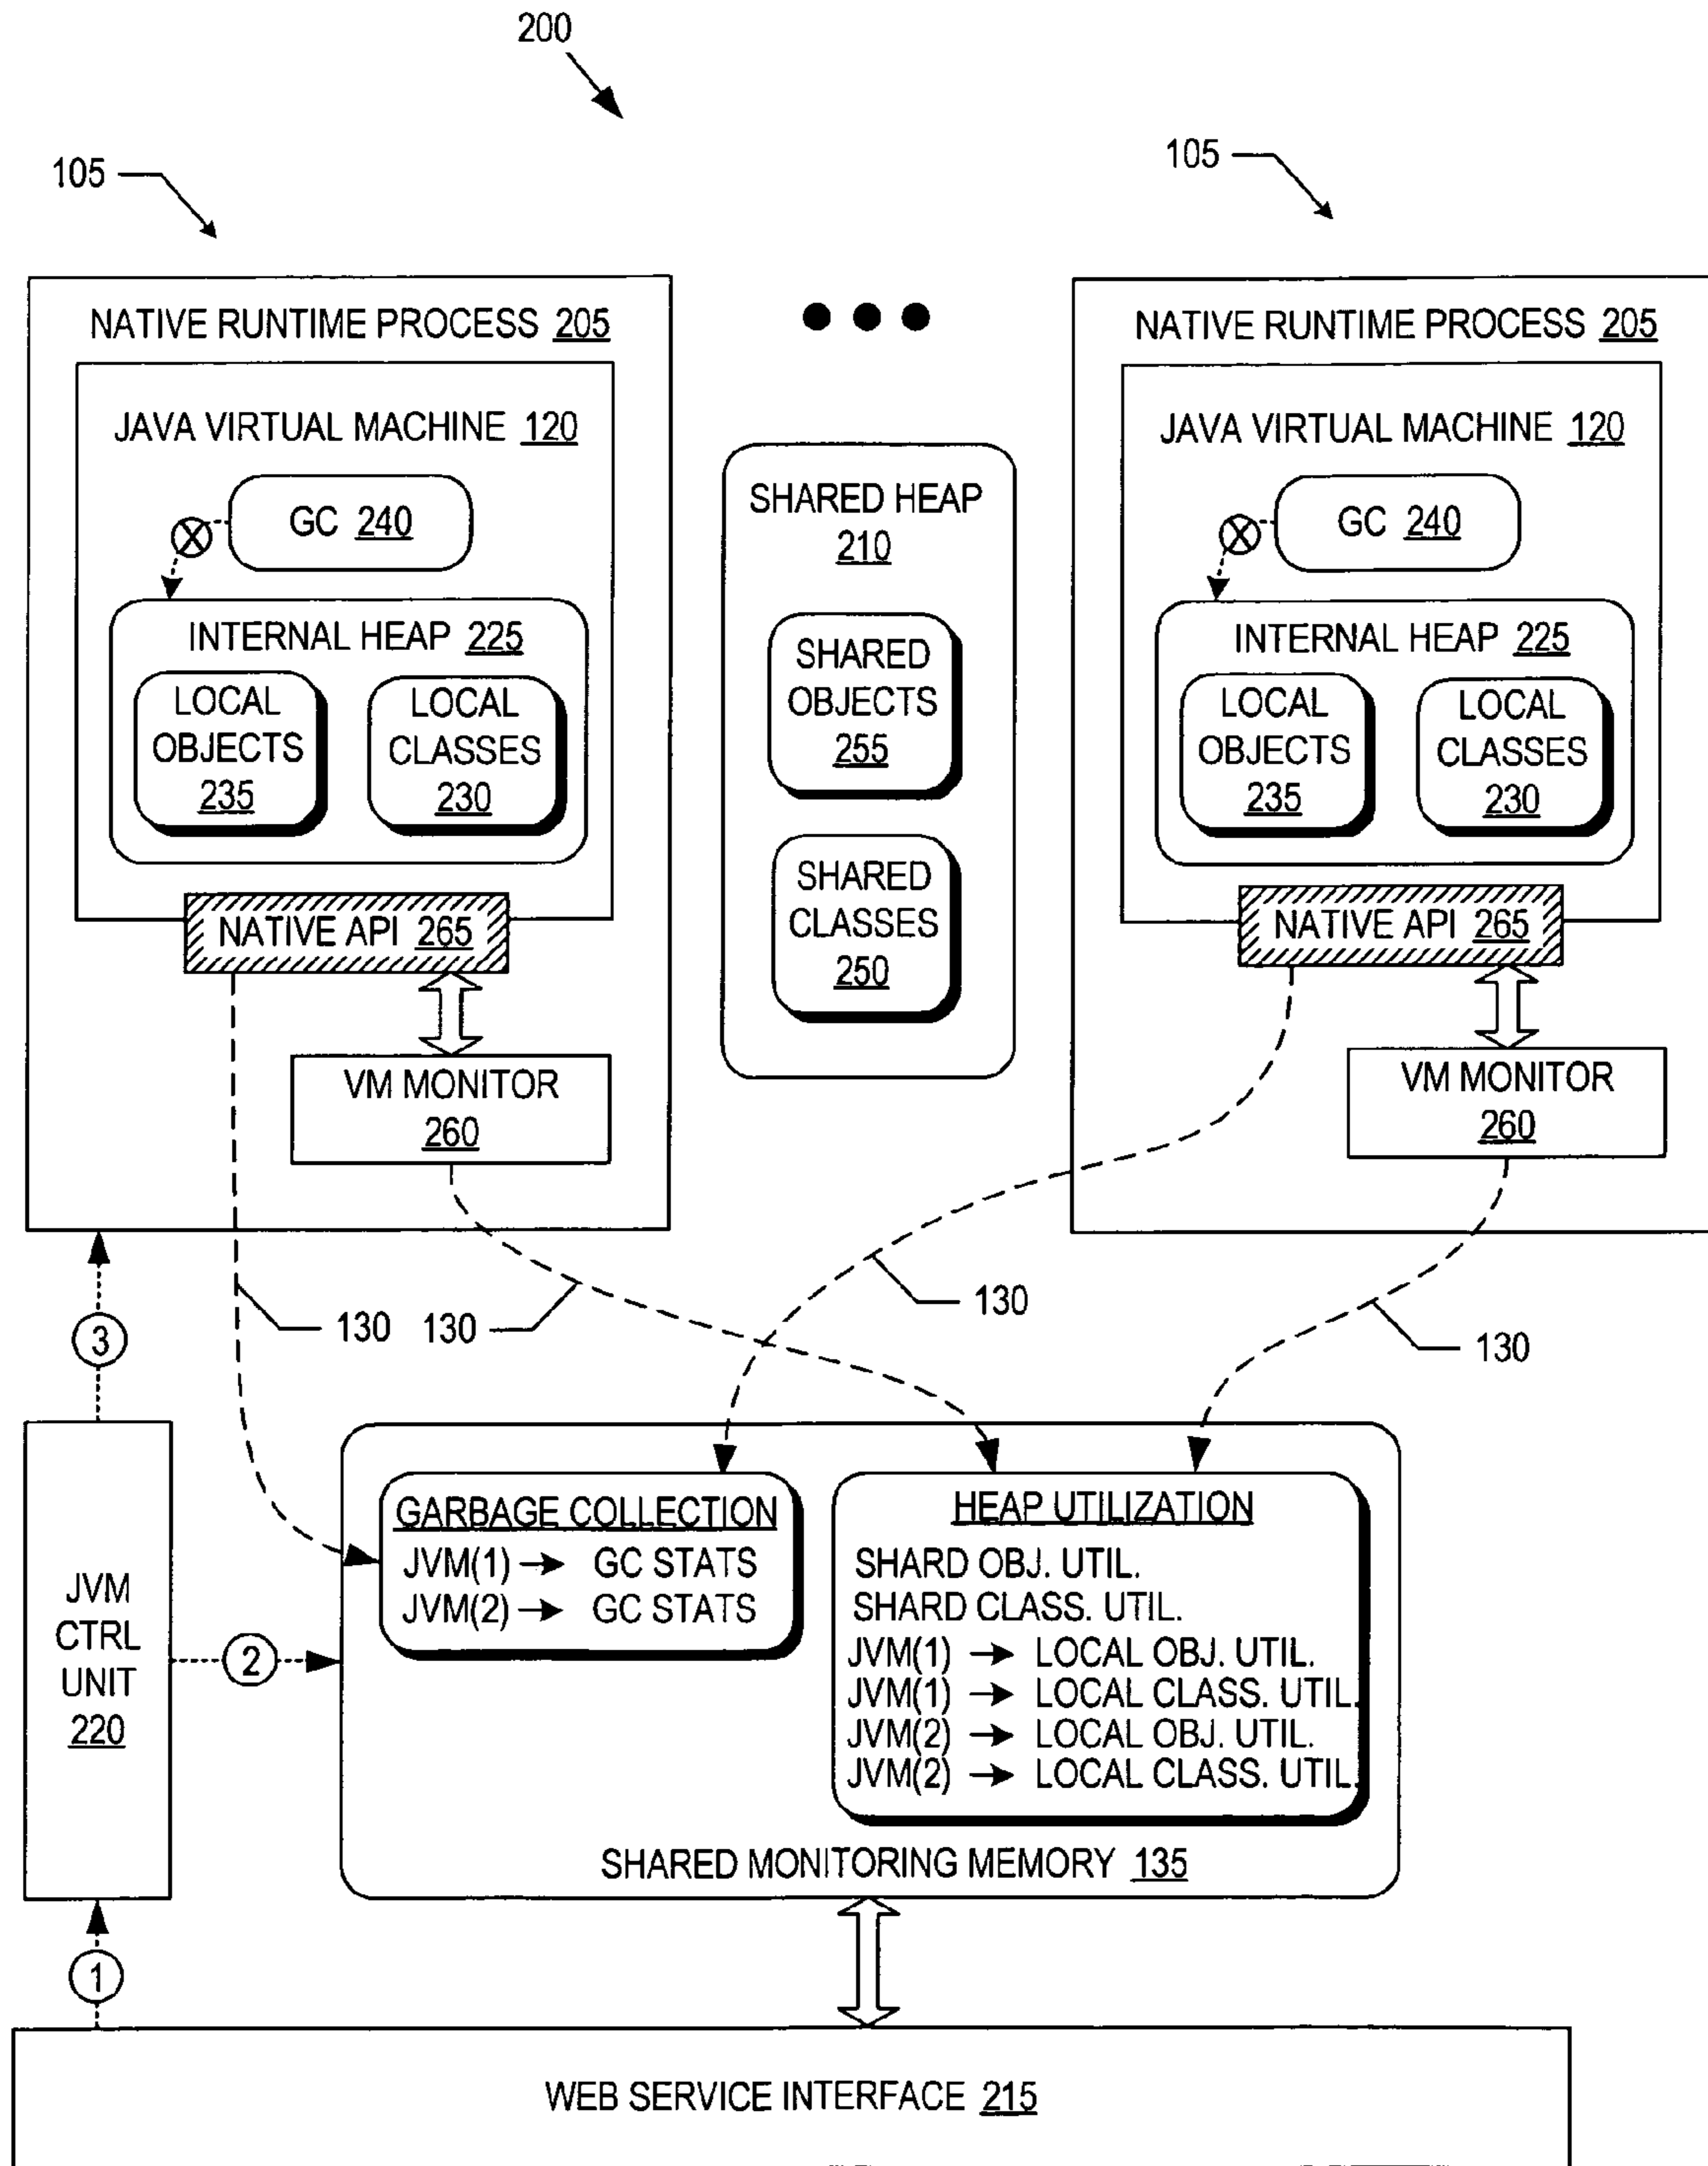 200
105
105
NATIVE RUNTIME PROCESS 205
JAVA VIRTUAL MACHINE 120
GC 240
INTERNAL HEAP 225
LOCAL
OBJECTS
235
LOCAL
CLASSES
230
NATIVE API 265
VM MONITOR
260
SHARED HEAP
210
SHARED
OBJECTS
255
SHARED
CLASSES
250
NATIVE RUNTIME PROCESS 205
JAVA VIRTUAL MACHINE 120
GC 240
INTERNAL HEAP 225
LOCAL
OBJECTS
235
LOCAL
CLASSES
230
NATIVE API 265
VM MONITOR
260
130
130
130
130
3
JVM
CTRL
UNIT
220
2
1
GARBAGE COLLECTION
JVM(1) → GC STATS
JVM(2) → GC STATS
HEAP UTILIZATION
SHARD OBJ. UTIL.
SHARD CLASS. UTIL.
JVM(1) → LOCAL OBJ. UTIL.
JVM(1) → LOCAL CLASS. UTIL.
JVM(2) → LOCAL OBJ. UTIL.
JVM(2) → LOCAL CLASS. UTIL.
SHARED MONITORING MEMORY 135
WEB SERVICE INTERFACE 215